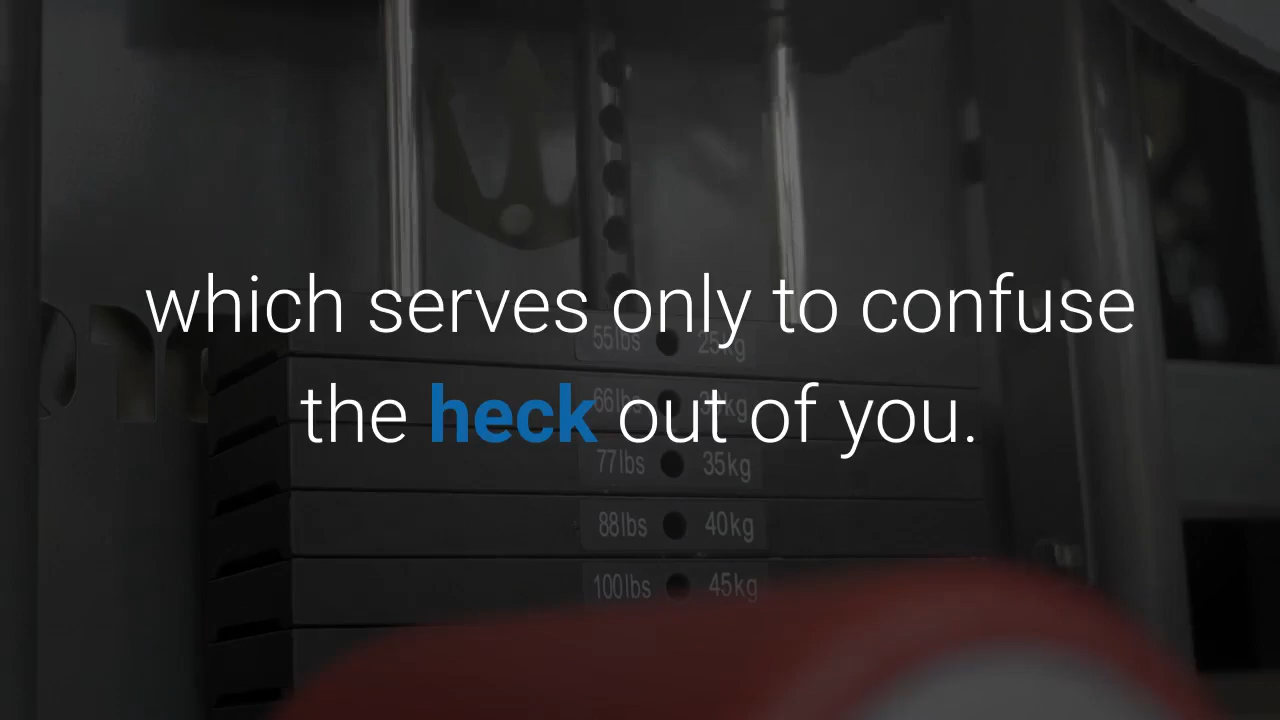 which serves only to confuse
55lbs 25kg
the heck out of you.
77lbs 35kg
88lbs 40kg
100lbs 45kg